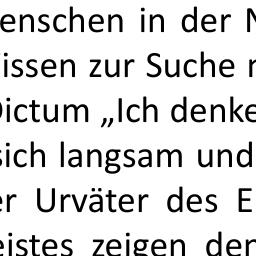 enschen in der
issen zur Suche
Dictum „Ich denke
sich langsam und
er Urväter des E
eistes zeigen den